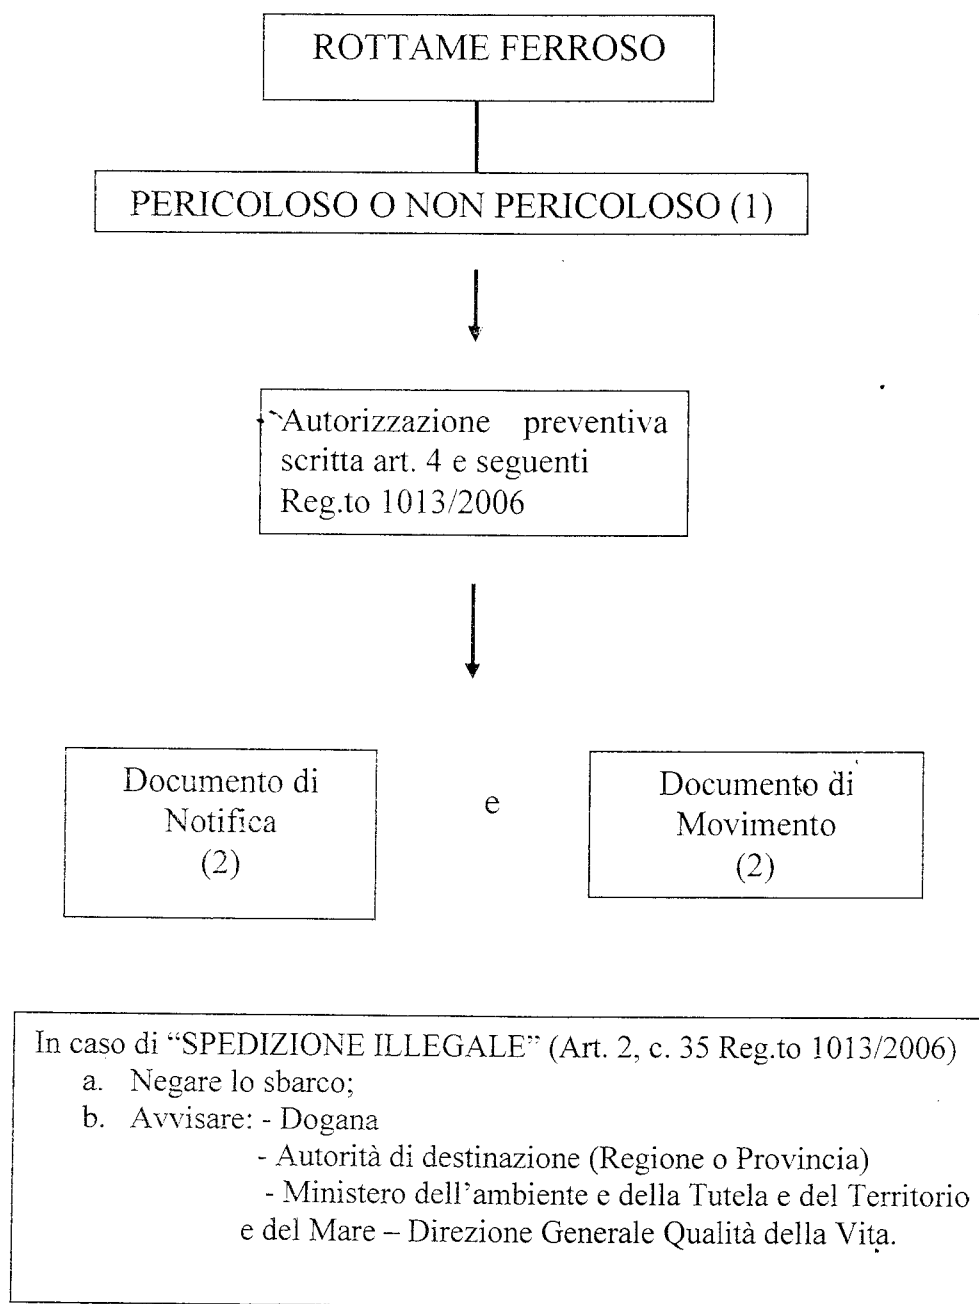 ROTTAME FERROSO
PERICOLOSO O NON PERICOLOSO (1)
Autorizzazione preventiva
scritta art. 4 e seguenti
Reg.to 1013/2006
Documento di
Notifica
(2)
e
Documento di
Movimento
(2)
In caso di “SPEDIZIONE ILLEGALE” (Art. 2, c. 35 Reg.to 1013/2006)
a. Negare lo sbarco;
b. Avvisare: - Dogana
- Autorità di destinazione (Regione o Provincia)
- Ministero dell’ambiente e della Tutela e del Territorio
e del Mare – Direzione Generale Qualità della Vita.